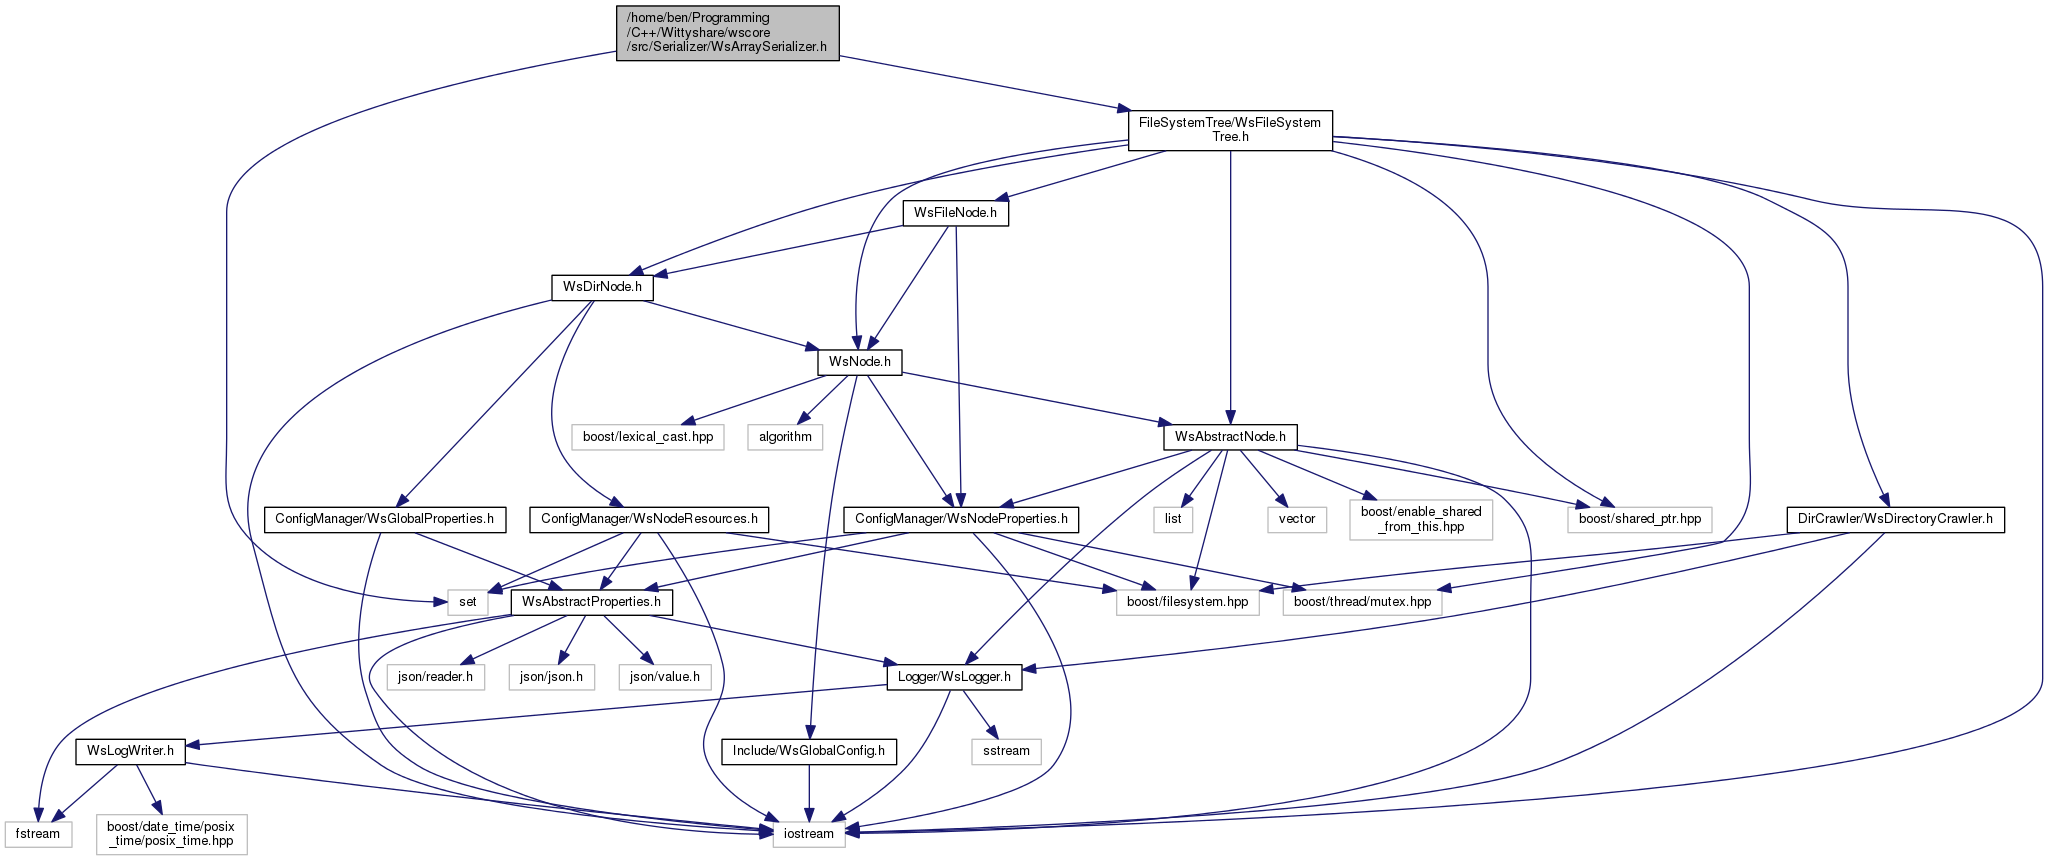 /home/ben/Programming
/C++/Wittyshare/wscore
/src/Serializer/WsArraySerializer.h
FileSystemTree/WsFileSystem
Tree.h
WsFileNode.h
WsDirNode.h
WsNode.h
boost/lexical_cast.hpp
algorithm
WsAbstractNode.h
ConfigManager/WsGlobalProperties.h
ConfigManager/WsNodeResources.h
ConfigManager/WsNodeProperties.h
list
vector
boost/enable_shared
_from_this.hpp
boost/shared_ptr.hpp
DirCrawler/WsDirectoryCrawler.h
set
WsAbstractProperties.h
boost/filesystem.hpp
boost/thread/mutex.hpp
json/reader.h
json/json.h
json/value.h
Logger/WsLogger.h
WsLogWriter.h
Include/WsGlobalConfig.h
sstream
fstream
boost/date_time/posix
_time/posix_time.hpp
iostream